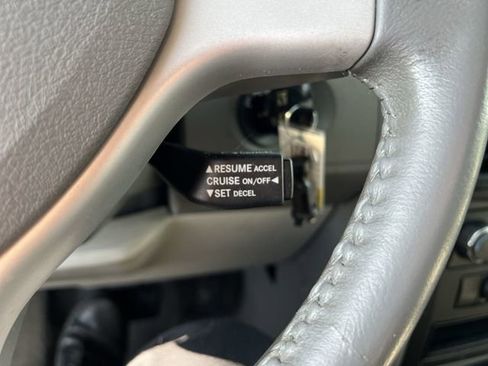 ▲RESUME ACCEL
CRUISE ON/OFF◄
▼SET DECEL